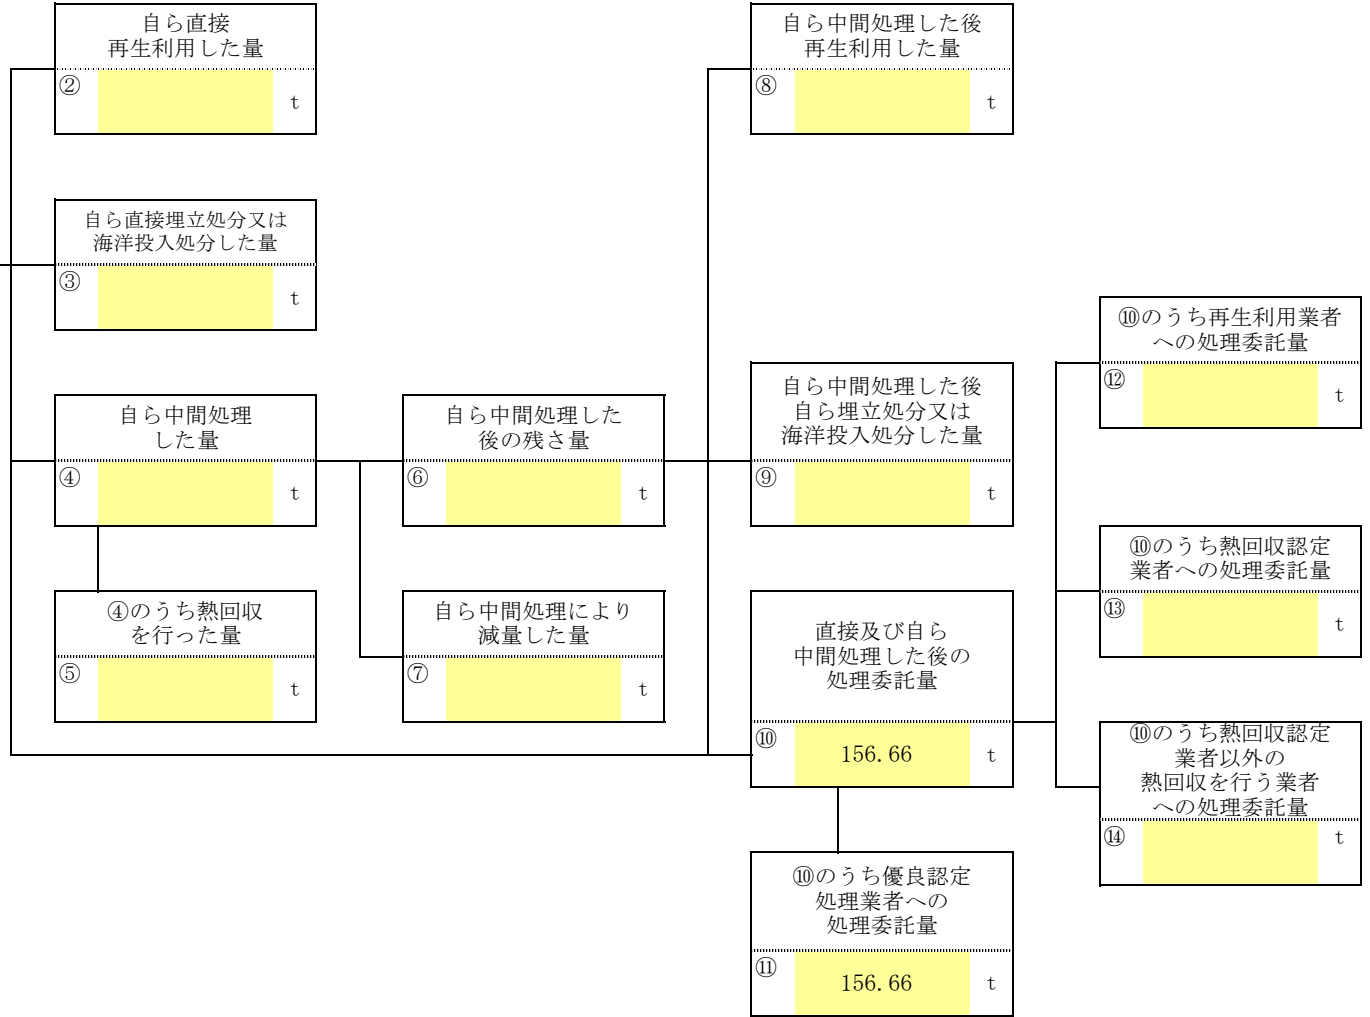 自ら直接
再生利用した量
② t
自ら直接埋立処分又は
海洋投入処分した量
③ t
自ら中間処理
した量
④ t
④のうち熱回収
を行った量
⑤ t
自ら中間処理した
後の残さ量
⑥ t
自ら中間処理により
減量した量
⑦ t
自ら中間処理した後
再生利用した量
⑧ t
自ら中間処理した後
自ら埋立処分又は
海洋投入処分した量
⑨ t
直接及び自ら
中間処理した後の
処理委託量
⑩ 156.66 t
⑩のうち優良認定
処理業者への
処理委託量
⑪ 156.66 t
⑩のうち再生利用業者
への処理委託量
⑫ t
⑩のうち熱回収認定
業者への処理委託量
⑬ t
⑩のうち熱回収認定
業者以外の
熱回収を行う業者
への処理委託量
⑭ t